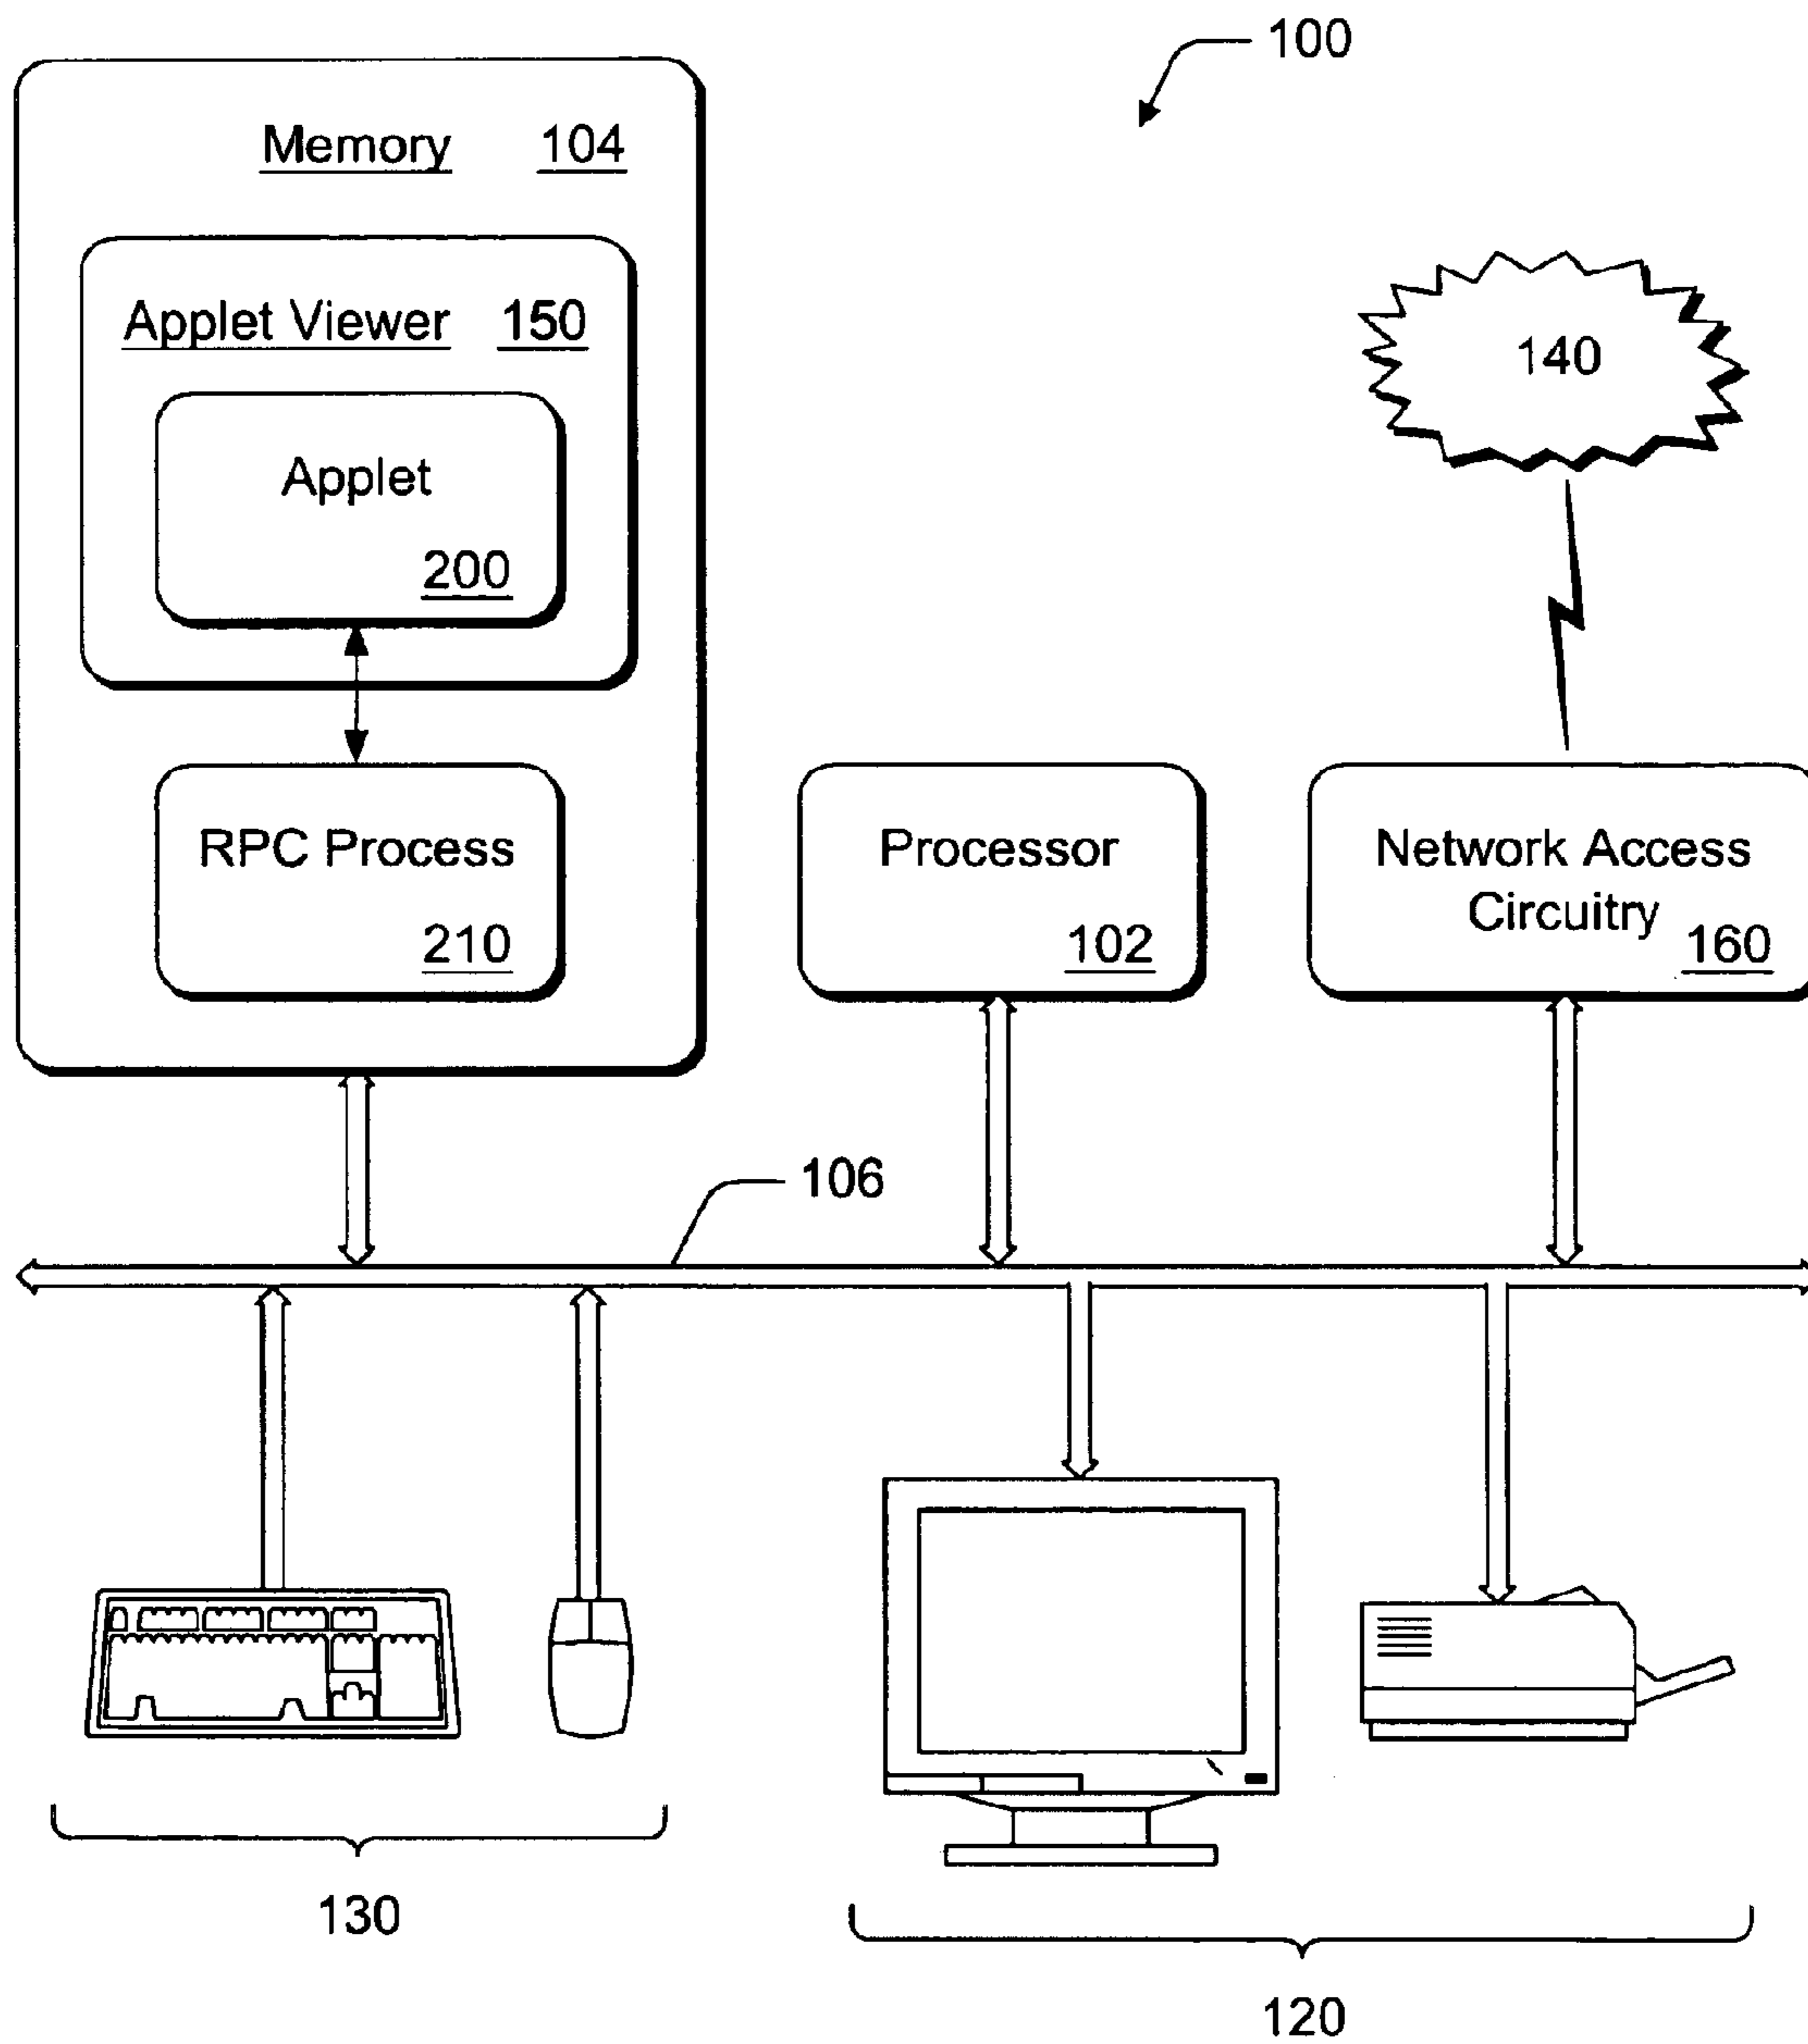 100
Memory 104
Applet Viewer 150
140
Applet
200
RPC Process
210
Processor
102
Network Access
Circuitry
160
106
130
120